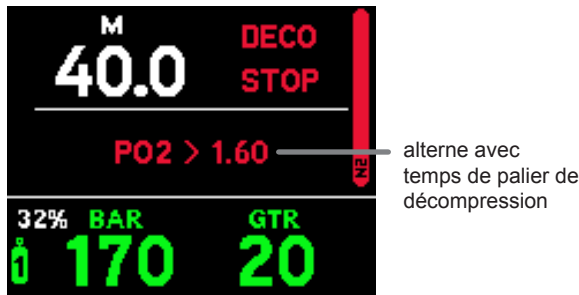 M
40.0
DECO
STOP
PO2 > 1.60
N2
32% BAR GTR
1 170 20
alterne avec
temps de palier de
décompression